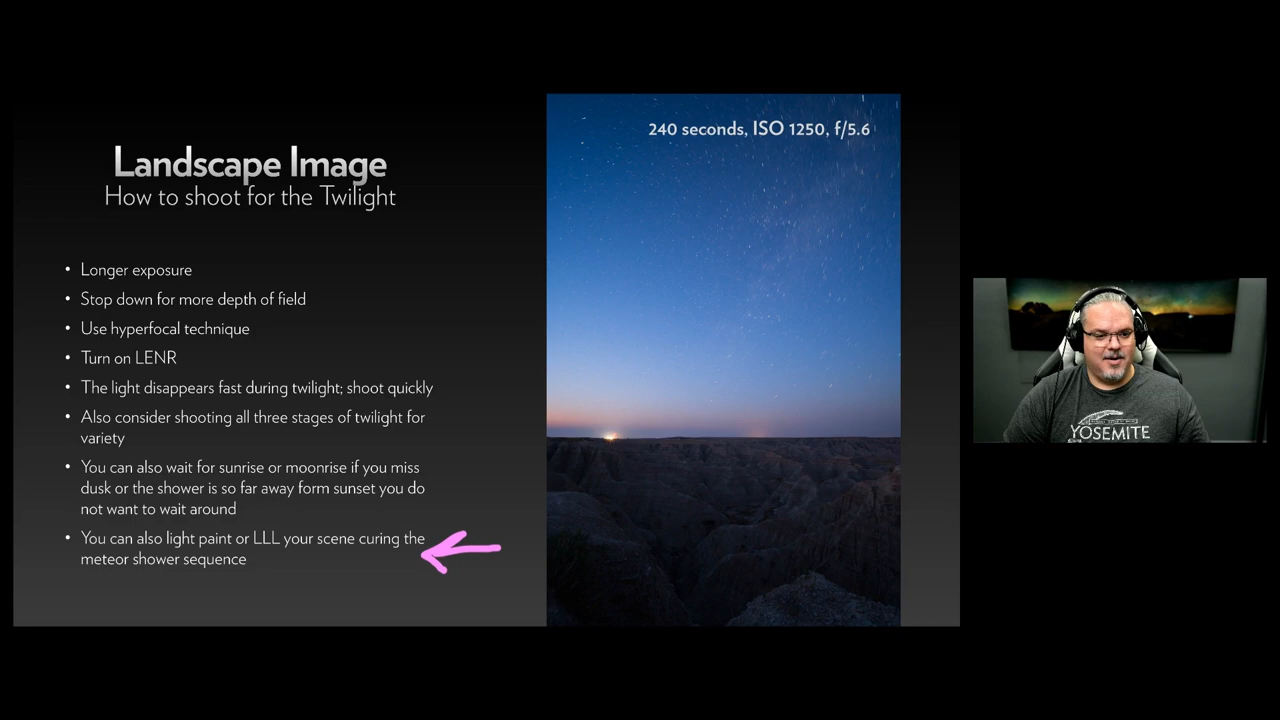 Landscape Image
How to shoot for the Twilight
• Longer exposure
• Stop down for more depth of field
• Use hyperfocal technique
• Turn on LENR
• The light disappears fast during twilight; shoot quickly
• Also consider shooting all three stages of twilight for
variety
• You can also wait for sunrise or moonrise if you miss
dusk or the shower is so far away form sunset you do
not want to wait around
• You can also light paint or LLL your scene curing the
meteor shower sequence
240 seconds, ISO 1250, f/5.6
YOSEMITE